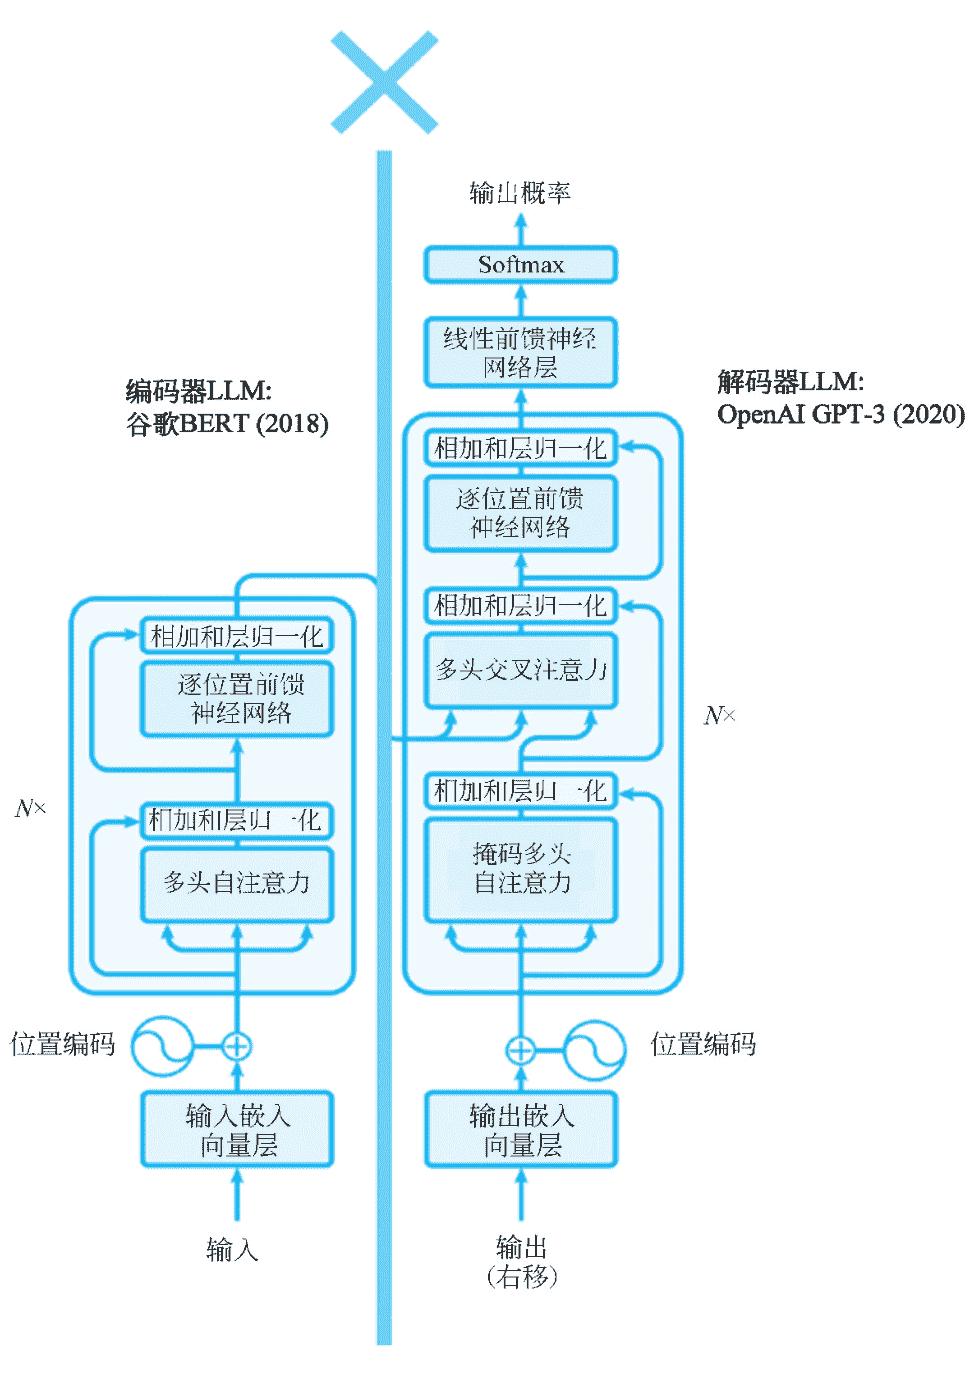 输出概率
Softmax
线性前馈神经
网络层
编码器LLM:
谷歌BERT (2018)
解码器LLM:
OpenAI GPT-3 (2020)
相加和层归一化
逐位置前馈
神经网络
相加和层归一化
多头交叉注意力
N×
相加和层归一化
掩码多头
自注意力
相加和层归一化
逐位置前馈
神经网络
N×
相加和层归一化
多头自注意力
位置编码
位置编码
输入嵌入
向量层
输出嵌入
向量层
输入
输出
(右移)